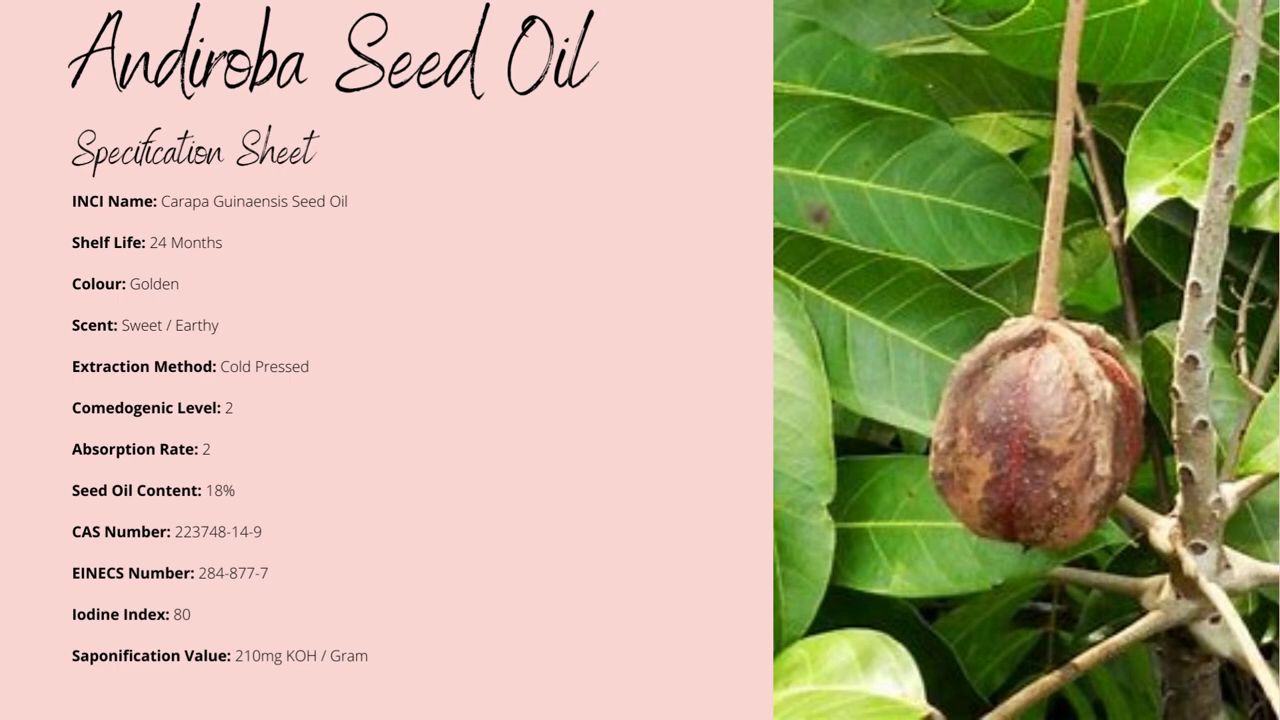 Andiroba Seed Oil
Specification Sheet
INCI Name: Carapa Guinaensis Seed Oil
Shelf Life: 24 Months
Colour: Golden
Scent: Sweet / Earthy
Extraction Method: Cold Pressed
Comedogenic Level: 2
Absorption Rate: 2
Seed Oil Content: 18%
CAS Number: 223748-14-9
EINECS Number: 284-877-7
Iodine Index: 80
Saponification Value: 210mg KOH / Gram